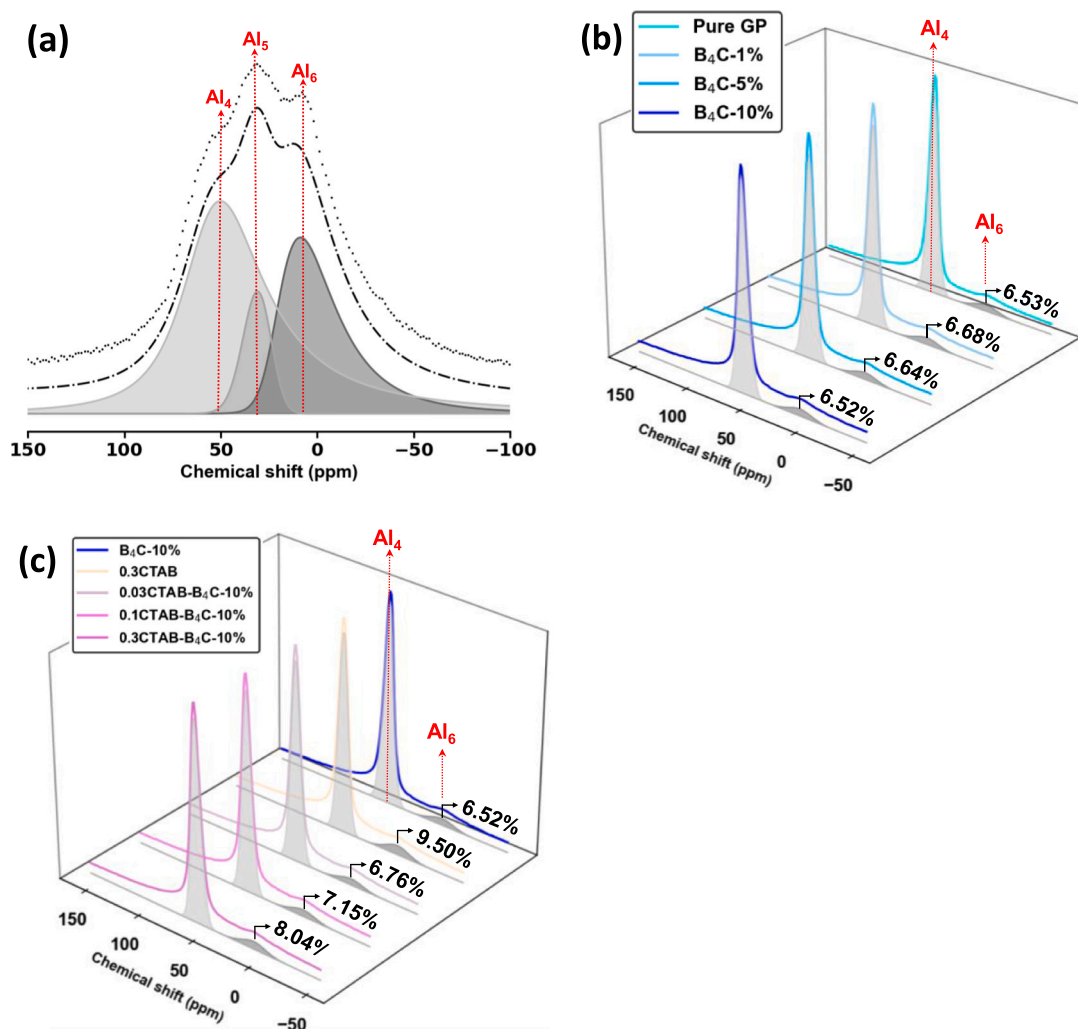 (a)
Al₄
Al₅
Al₆
150 100 50 0 −50 −100
Chemical shift (ppm)
(b)
Pure GP
B₄C-1%
B₄C-5%
B₄C-10%
Al₄
Al₆
6.53%
6.68%
6.64%
6.52%
150
100
50
0
−50
Chemical shift (ppm)
(c)
B₄C-10%
0.3CTAB
0.03CTAB-B₄C-10%
0.1CTAB-B₄C-10%
0.3CTAB-B₄C-10%
Al₄
Al₆
6.52%
9.50%
6.76%
7.15%
8.04%
150
100
50
0
−50
Chemical shift (ppm)